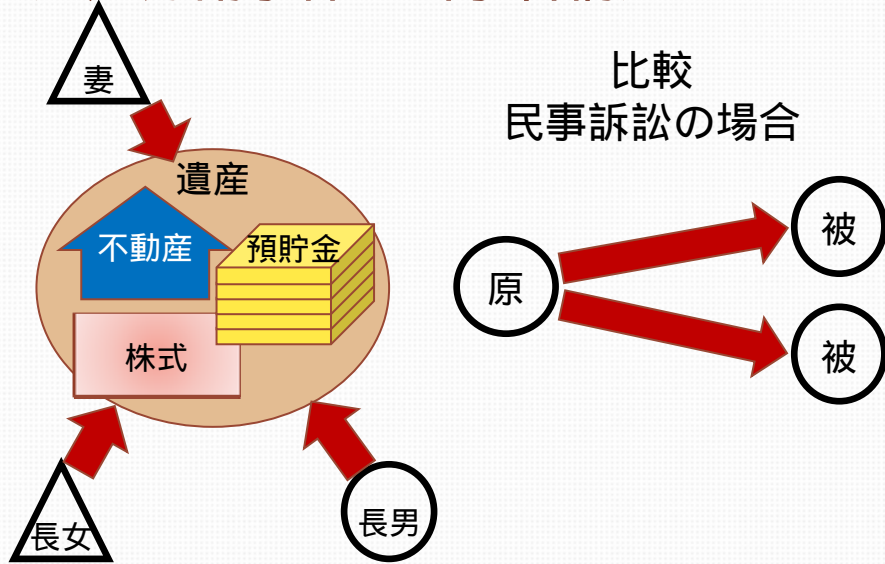 妻
遺産
不動産
預貯金
株式
長女
長男
比較
民事訴訟の場合
原
被
被